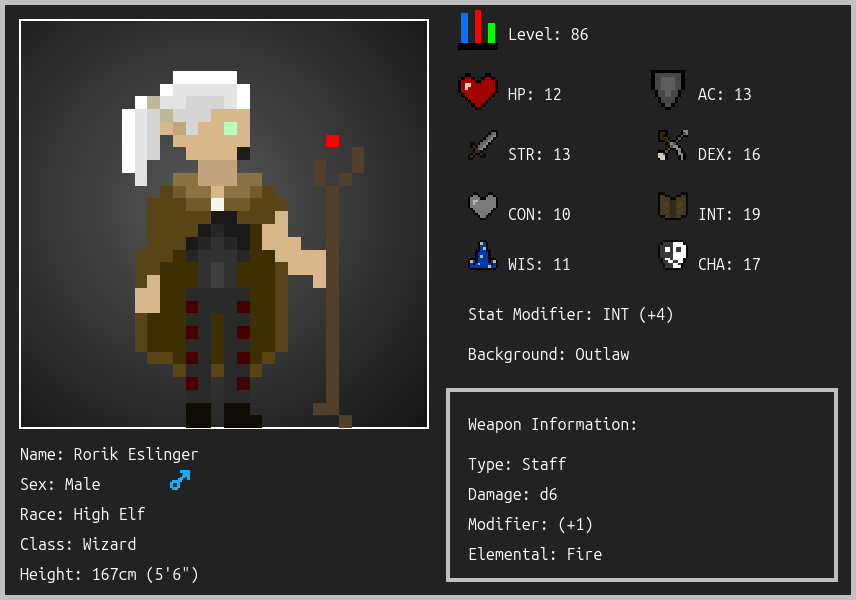 Level: 86
HP: 12
AC: 13
STR: 13
DEX: 16
CON: 10
INT: 19
WIS: 11
CHA: 17
Stat Modifier: INT (+4)
Background: Outlaw
Weapon Information:
Type: Staff
Damage: d6
Modifier: (+1)
Elemental: Fire
Name: Rorik Eslinger
Sex: Male
Race: High Elf
Class: Wizard
Height: 167cm (5'6")